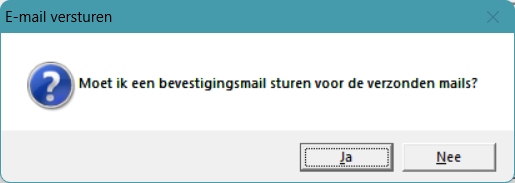 E-mail versturen
Moet ik een bevestigingsmail sturen voor de verzonden mails?
Ja
Nee